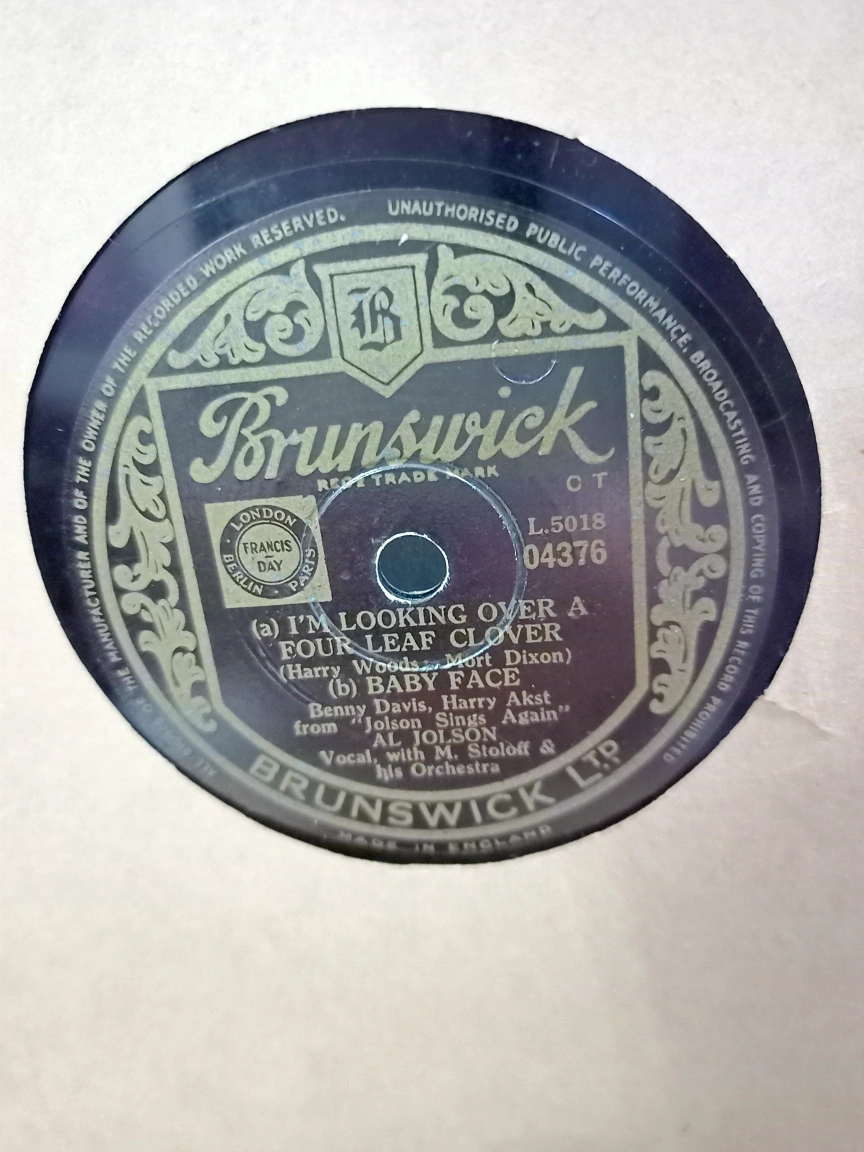 ALL RIGHTS OF THE MANUFACTURER AND OF THE OWNER OF THE RECORDED WORK RESERVED. UNAUTHORISED PUBLIC PERFORMANCE, BROADCASTING AND COPYING OF THIS RECORD PROHIBITED
B
Brunswick
REGD TRADE MARK
C T
LONDON
FRANCIS
DAY
BERLIN · PARIS
L.5018
04376
(a) I'M LOOKING OVER A
FOUR LEAF CLOVER
(Harry Woods, Mort Dixon)
(b) BABY FACE
Benny Davis, Harry Akst
from "Jolson Sings Again"
AL JOLSON
Vocal, with M. Stoloff &
his Orchestra
BRUNSWICK LTD.
MADE IN ENGLAND